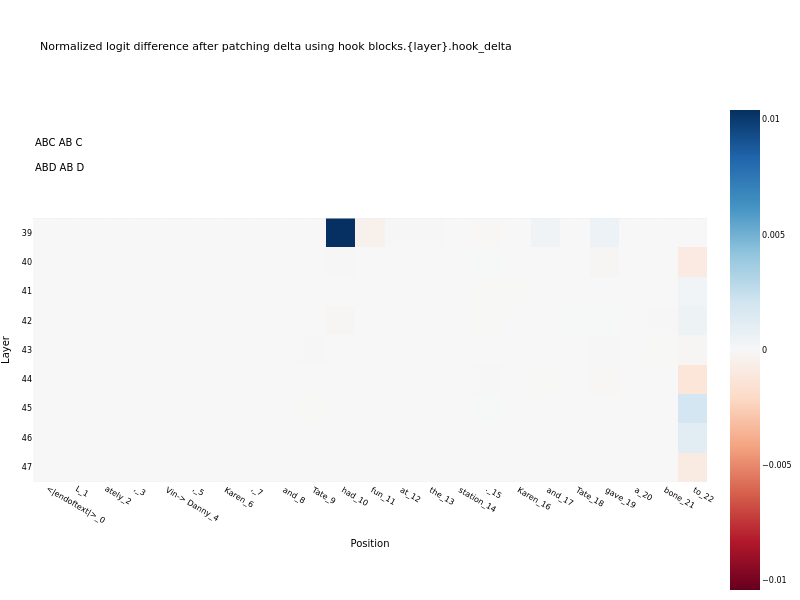 Normalized logit difference after patching delta using hook blocks.{layer}.hook_delta
ABC AB C
ABD AB D
0.01
0.005
0
−0.005
−0.01
39
40
41
42
43
44
45
46
47
Layer
<|endoftext|>_0
L_1
ately_2
,_3
Vin-> Danny_4
,_5
Karen_6
,_7
and_8
Tate_9
had_10
fun_11
at_12
the_13
station_14
._15
Karen_16
and_17
Tate_18
gave_19
a_20
bone_21
to_22
Position